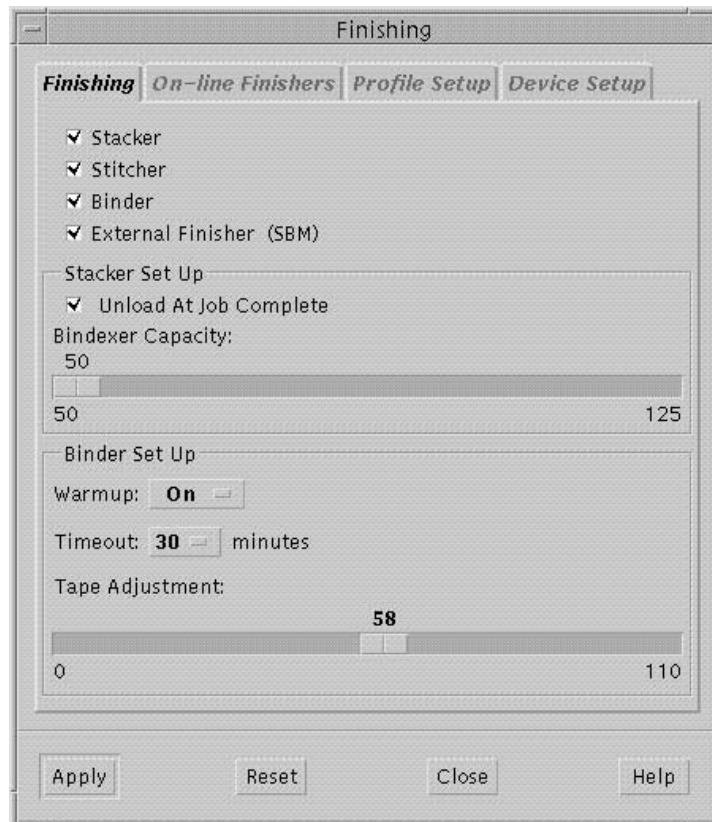 Finishing
Finishing On-line Finishers Profile Setup Device Setup
Stacker
Stitcher
Binder
External Finisher (SBM)
Stacker Set Up
Unload At Job Complete
Bindexer Capacity:
50
50 125
Binder Set Up
Warmup: On
Timeout: 30 minutes
Tape Adjustment:
58
0 110
Apply Reset Close Help